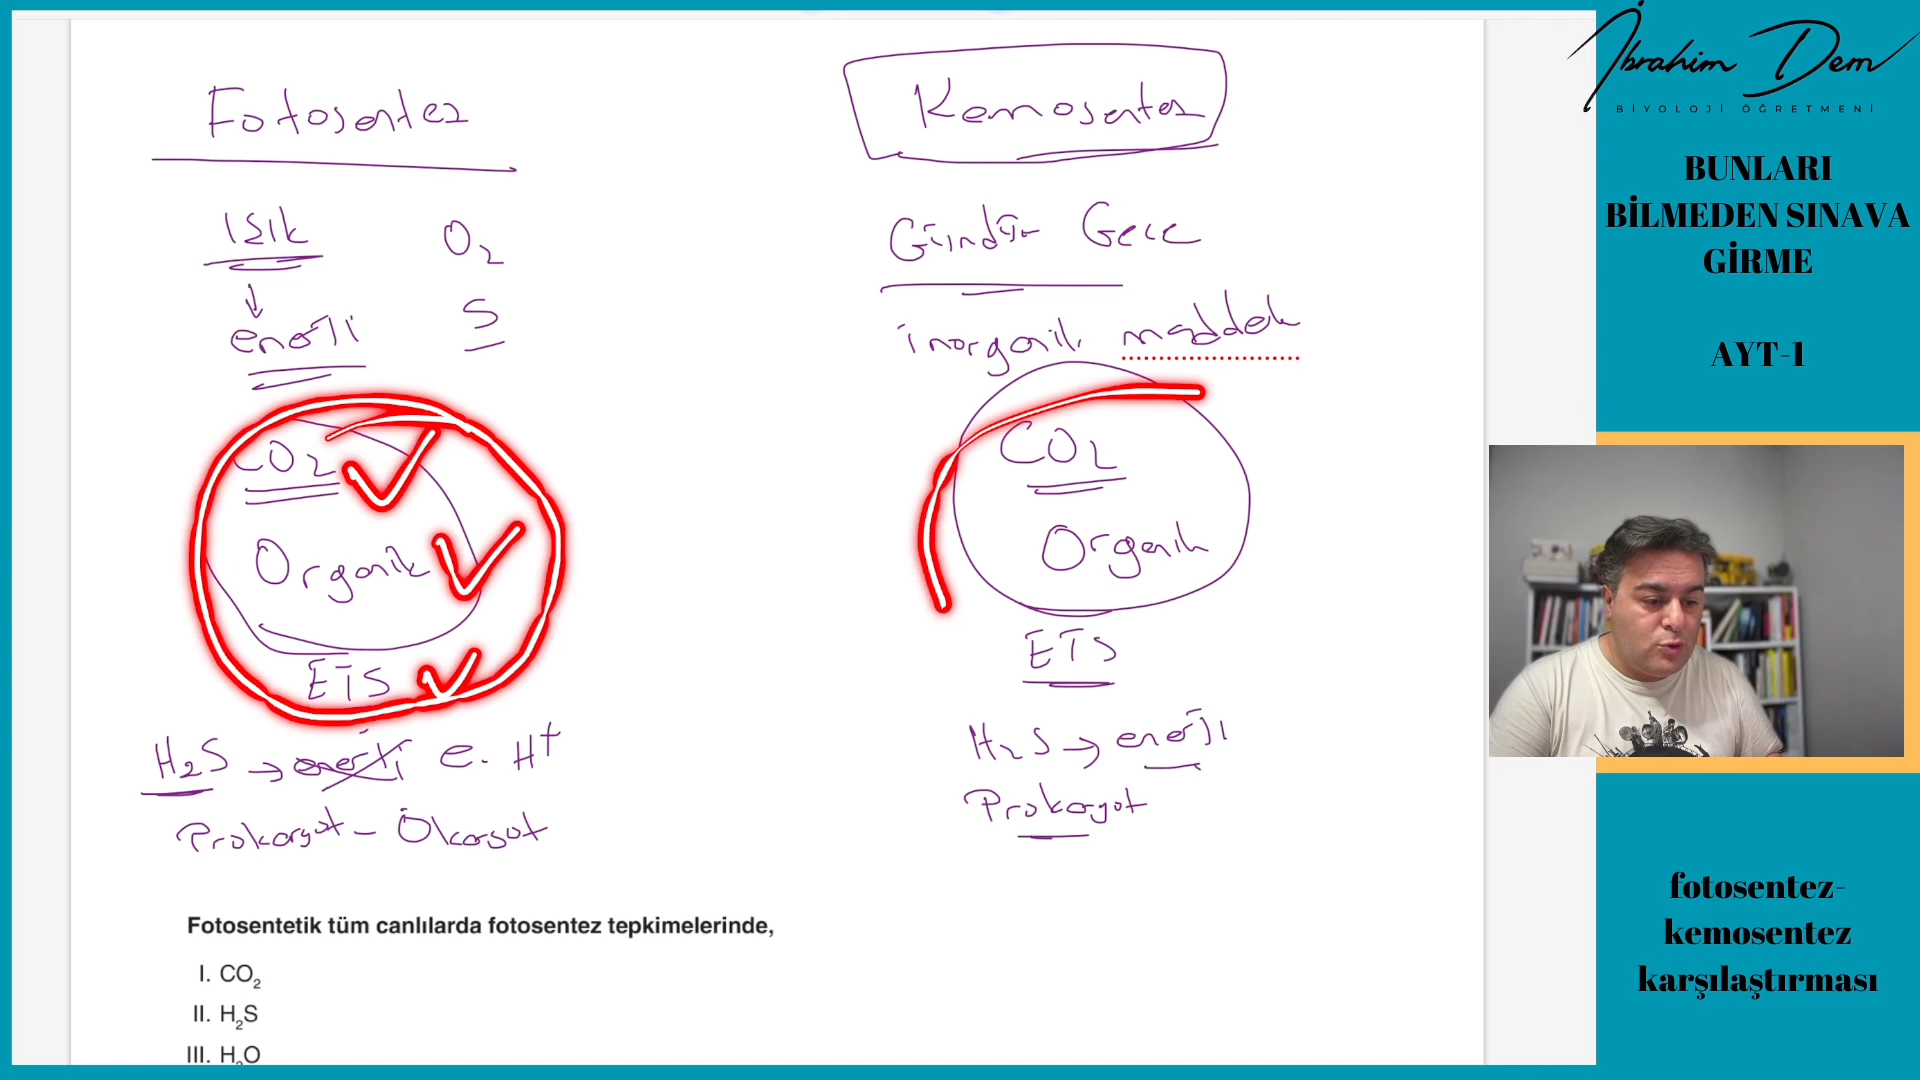 Fotosentez
Işık O2
↓ S
enerji
CO2
Organik
ETS
H2S → enerji e. H+
Prokaryot - Ökaryot
Kemosentez
Gündüz Gece
inorganik madde
CO2
Organik
ETS
H2S → enerji
Prokaryot
Fotosentetik tüm canlılarda fotosentez tepkimelerinde,
I. CO2
II. H2S
III. H2O
İbrahim Dem
BİYOLOJİ ÖĞRETMENİ
BUNLARI
BİLMEDEN SINAVA
GİRME
AYT-1
fotosentez-
kemosentez
karşılaştırması